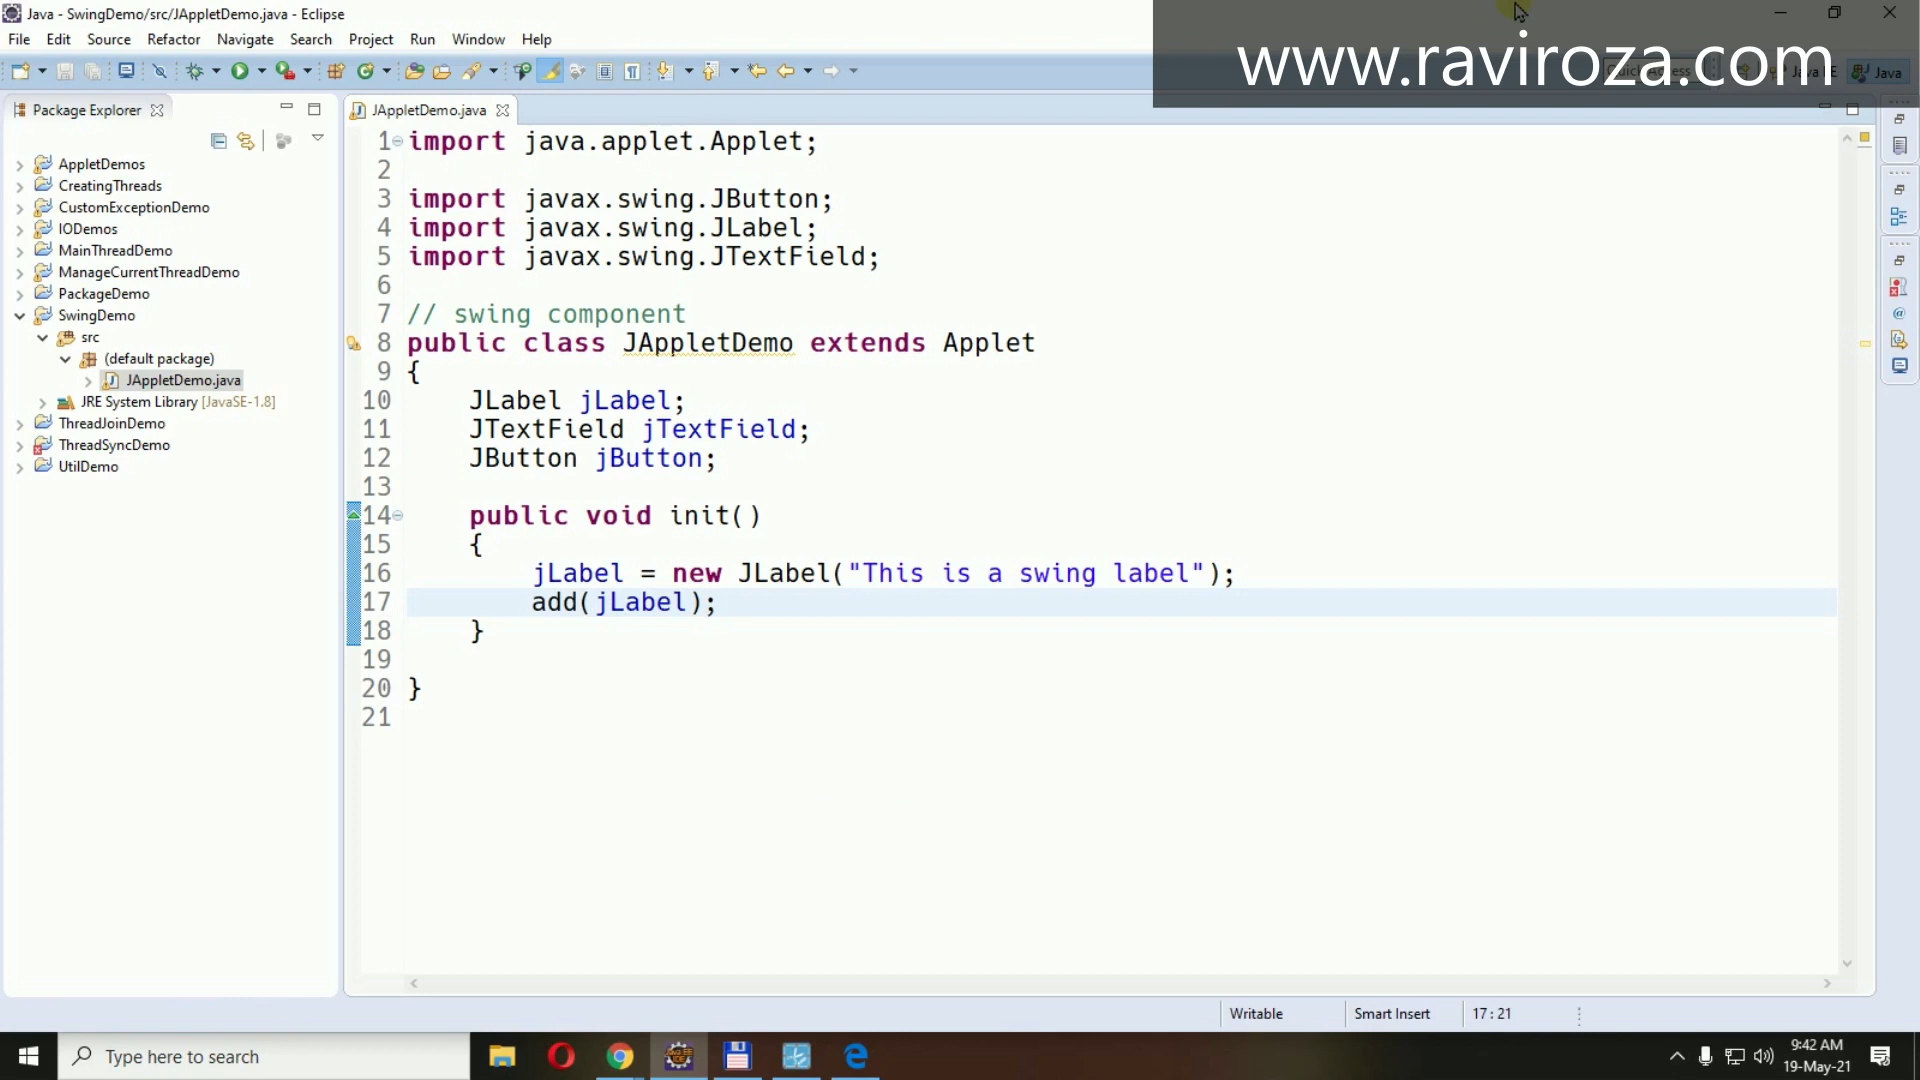 Java - SwingDemo/src/JAppletDemo.java - Eclipse
File Edit Source Refactor Navigate Search Project Run Window Help
www.raviroza.com
Quick Access
Java EE
Java
Package Explorer
JAppletDemo.java
AppletDemos
CreatingThreads
CustomExceptionDemo
IODemos
MainThreadDemo
ManageCurrentThreadDemo
PackageDemo
SwingDemo
src
(default package)
JAppletDemo.java
JRE System Library [JavaSE-1.8]
ThreadJoinDemo
ThreadSyncDemo
UtilDemo
1 import java.applet.Applet;
2
3 import javax.swing.JButton;
4 import javax.swing.JLabel;
5 import javax.swing.JTextField;
6
7 // swing component
8 public class JAppletDemo extends Applet
9 {
10 JLabel jLabel;
11 JTextField jTextField;
12 JButton jButton;
13
14 public void init()
15 {
16 jLabel = new JLabel("This is a swing label");
17 add(jLabel);
18 }
19
20 }
21
Writable Smart Insert 17 : 21
Type here to search
9:42 AM
19-May-21